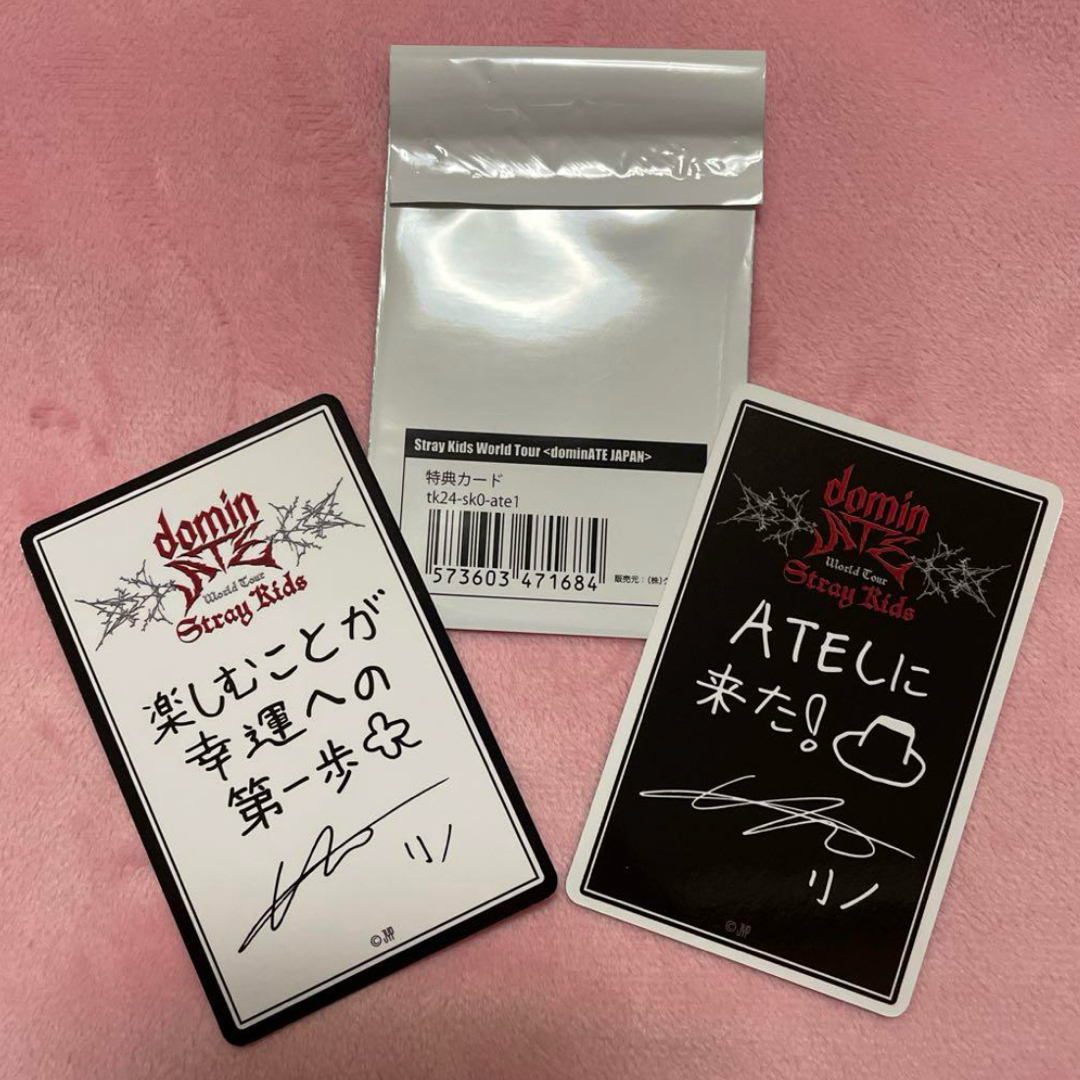 Stray Kids World Tour <dominATE JAPAN>
特典カード
tk24-sk0-ate1
573603 471684
販売元：(株)
domin
ATE
World Tour
Stray Kids
楽しむことが
幸運への
第一歩
リノ
©JYP
domin
ATE
World Tour
Stray Kids
ATEしに
来た!
リノ
©JYP